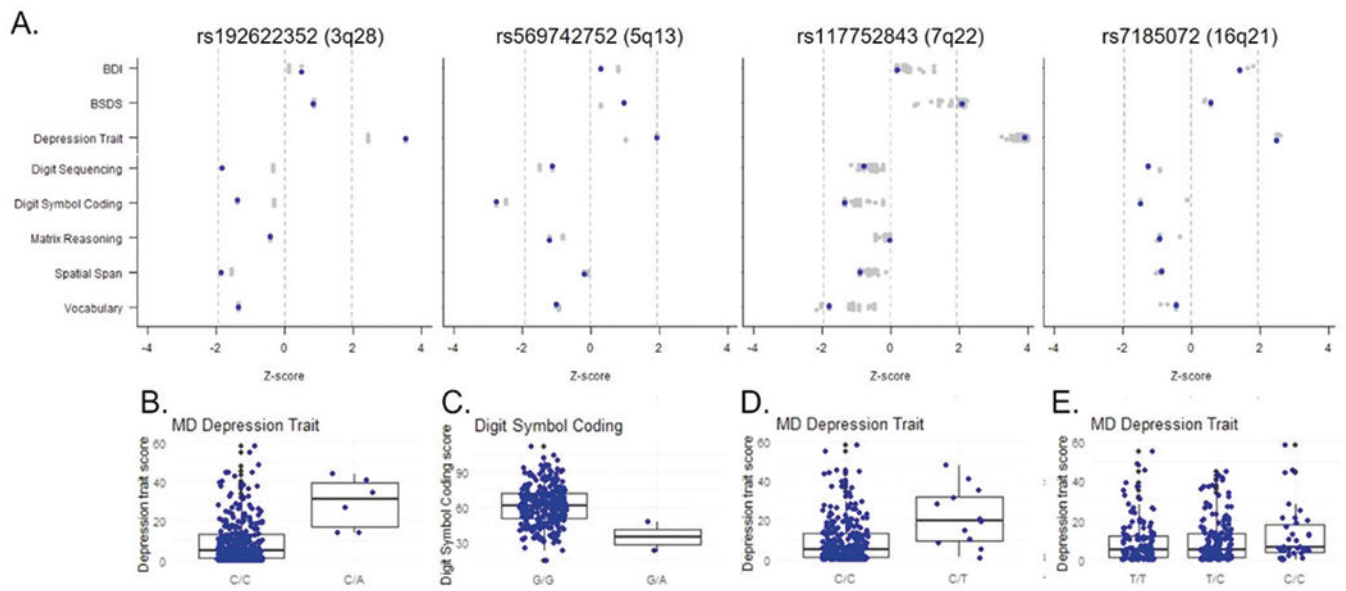 A.
rs192622352 (3q28) rs569742752 (5q13) rs117752843 (7q22) rs7185072 (16q21)
BDI
BSDS
Depression Trait
Digit Sequencing
Digit Symbol Coding
Matrix Reasoning
Spatial Span
Vocabulary
-4 -2 0 2 4 -4 -2 0 2 4 -4 -2 0 2 4 -4 -2 0 2 4
Z-score Z-score Z-score Z-score
B.
MD Depression Trait
Depression trait score
60
40
20
0
C/C C/A
C.
Digit Symbol Coding
Digit Symbol Coding score
90
60
30
G/G G/A
D.
MD Depression Trait
Depression trait score
60
40
20
0
C/C C/T
E.
MD Depression Trait
Depression trait score
60
40
20
0
T/T T/C C/C